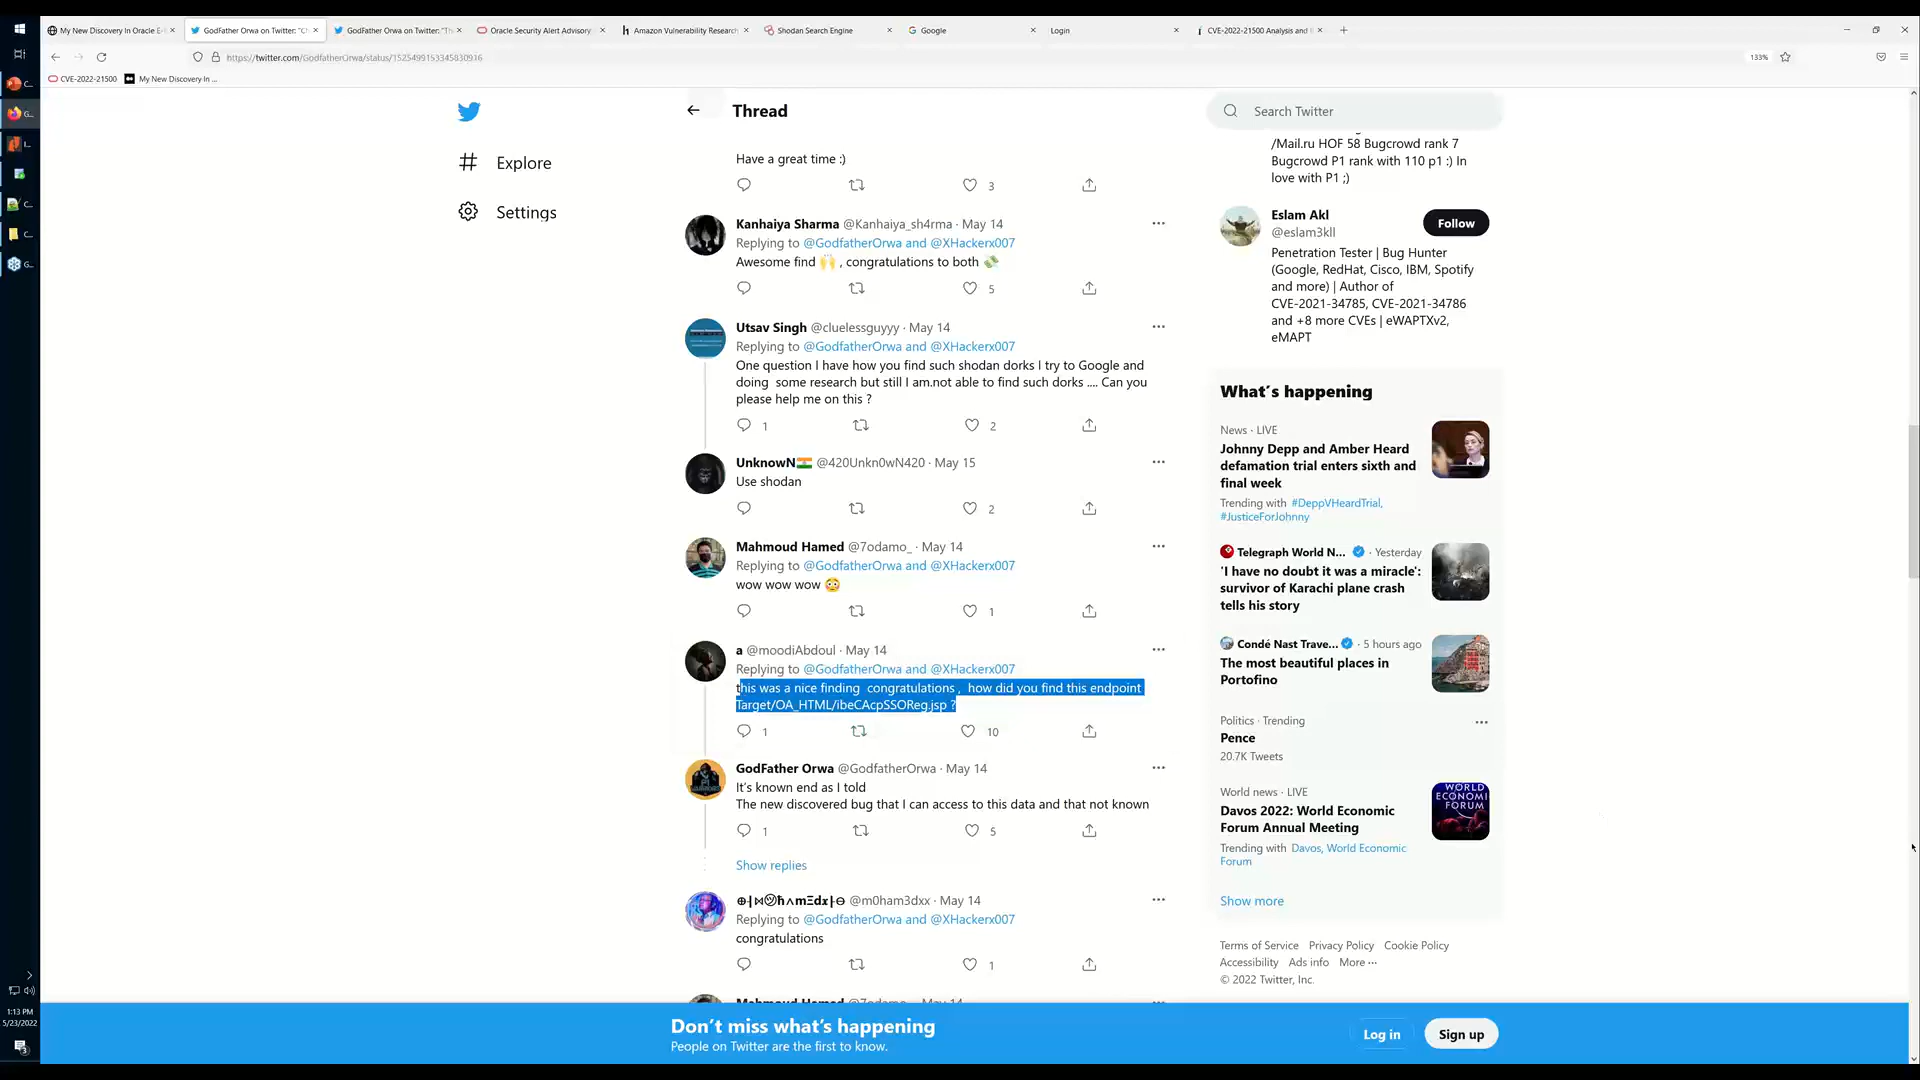 My New Discovery In Oracle E-
GodFather Orwa on Twitter: "C
GodFather Orwa on Twitter: "Th
Oracle Security Alert Advisory
Amazon Vulnerability Research
Shodan Search Engine
Google
Login
CVE-2022-21500 Analysis and
https://twitter.com/GodfatherOrwa/status/1525499153345830916
133%
CVE-2022-21500
My New Discovery In ...
Explore
Settings
Thread
Have a great time :)
3
Kanhaiya Sharma @Kanhaiya_sh4rma · May 14
Replying to @GodfatherOrwa and @XHackerx007
Awesome find 🙌 , congratulations to both 💸
5
Utsav Singh @cluelessguyyy · May 14
Replying to @GodfatherOrwa and @XHackerx007
One question I have how you find such shodan dorks I try to Google and
doing some research but still I am.not able to find such dorks .... Can you
please help me on this ?
1
2
UnknowN🇮🇳 @420Unkn0wN420 · May 15
Use shodan
2
Mahmoud Hamed @7odamo_ · May 14
Replying to @GodfatherOrwa and @XHackerx007
wow wow wow 😳
1
a @moodiAbdoul · May 14
Replying to @GodfatherOrwa and @XHackerx007
this was a nice finding congratulations , how did you find this endpoint
Target/OA_HTML/ibeCAcpSSOReg.jsp ?
1
10
GodFather Orwa @GodfatherOrwa · May 14
It's known end as I told
The new discovered bug that I can access to this data and that not known
1
5
Show replies
@m0ham3dxx · May 14
Replying to @GodfatherOrwa and @XHackerx007
congratulations
1
Mahmoud Hamed @7odamo_ · May 14
Search Twitter
/Mail.ru HOF 58 Bugcrowd rank 7
Bugcrowd P1 rank with 110 p1 :) In
love with P1 ;)
Eslam Akl
@eslam3kll
Follow
Penetration Tester | Bug Hunter
(Google, RedHat, Cisco, IBM, Spotify
and more) | Author of
CVE-2021-34785, CVE-2021-34786
and +8 more CVEs | eWAPTXv2,
eMAPT
What's happening
News · LIVE
Johnny Depp and Amber Heard
defamation trial enters sixth and
final week
Trending with #DeppVHeardTrial,
#JusticeForJohnny
Telegraph World N... · Yesterday
'I have no doubt it was a miracle':
survivor of Karachi plane crash
tells his story
Condé Nast Trave... · 5 hours ago
The most beautiful places in
Portofino
Politics · Trending
Pence
20.7K Tweets
World news · LIVE
Davos 2022: World Economic
Forum Annual Meeting
Trending with Davos, World Economic
Forum
WORLD
ECONOMI
FORUM
Show more
Terms of Service Privacy Policy Cookie Policy
Accessibility Ads info More ···
© 2022 Twitter, Inc.
Don't miss what's happening
People on Twitter are the first to know.
Log in
Sign up
1:13 PM
5/23/2022
3